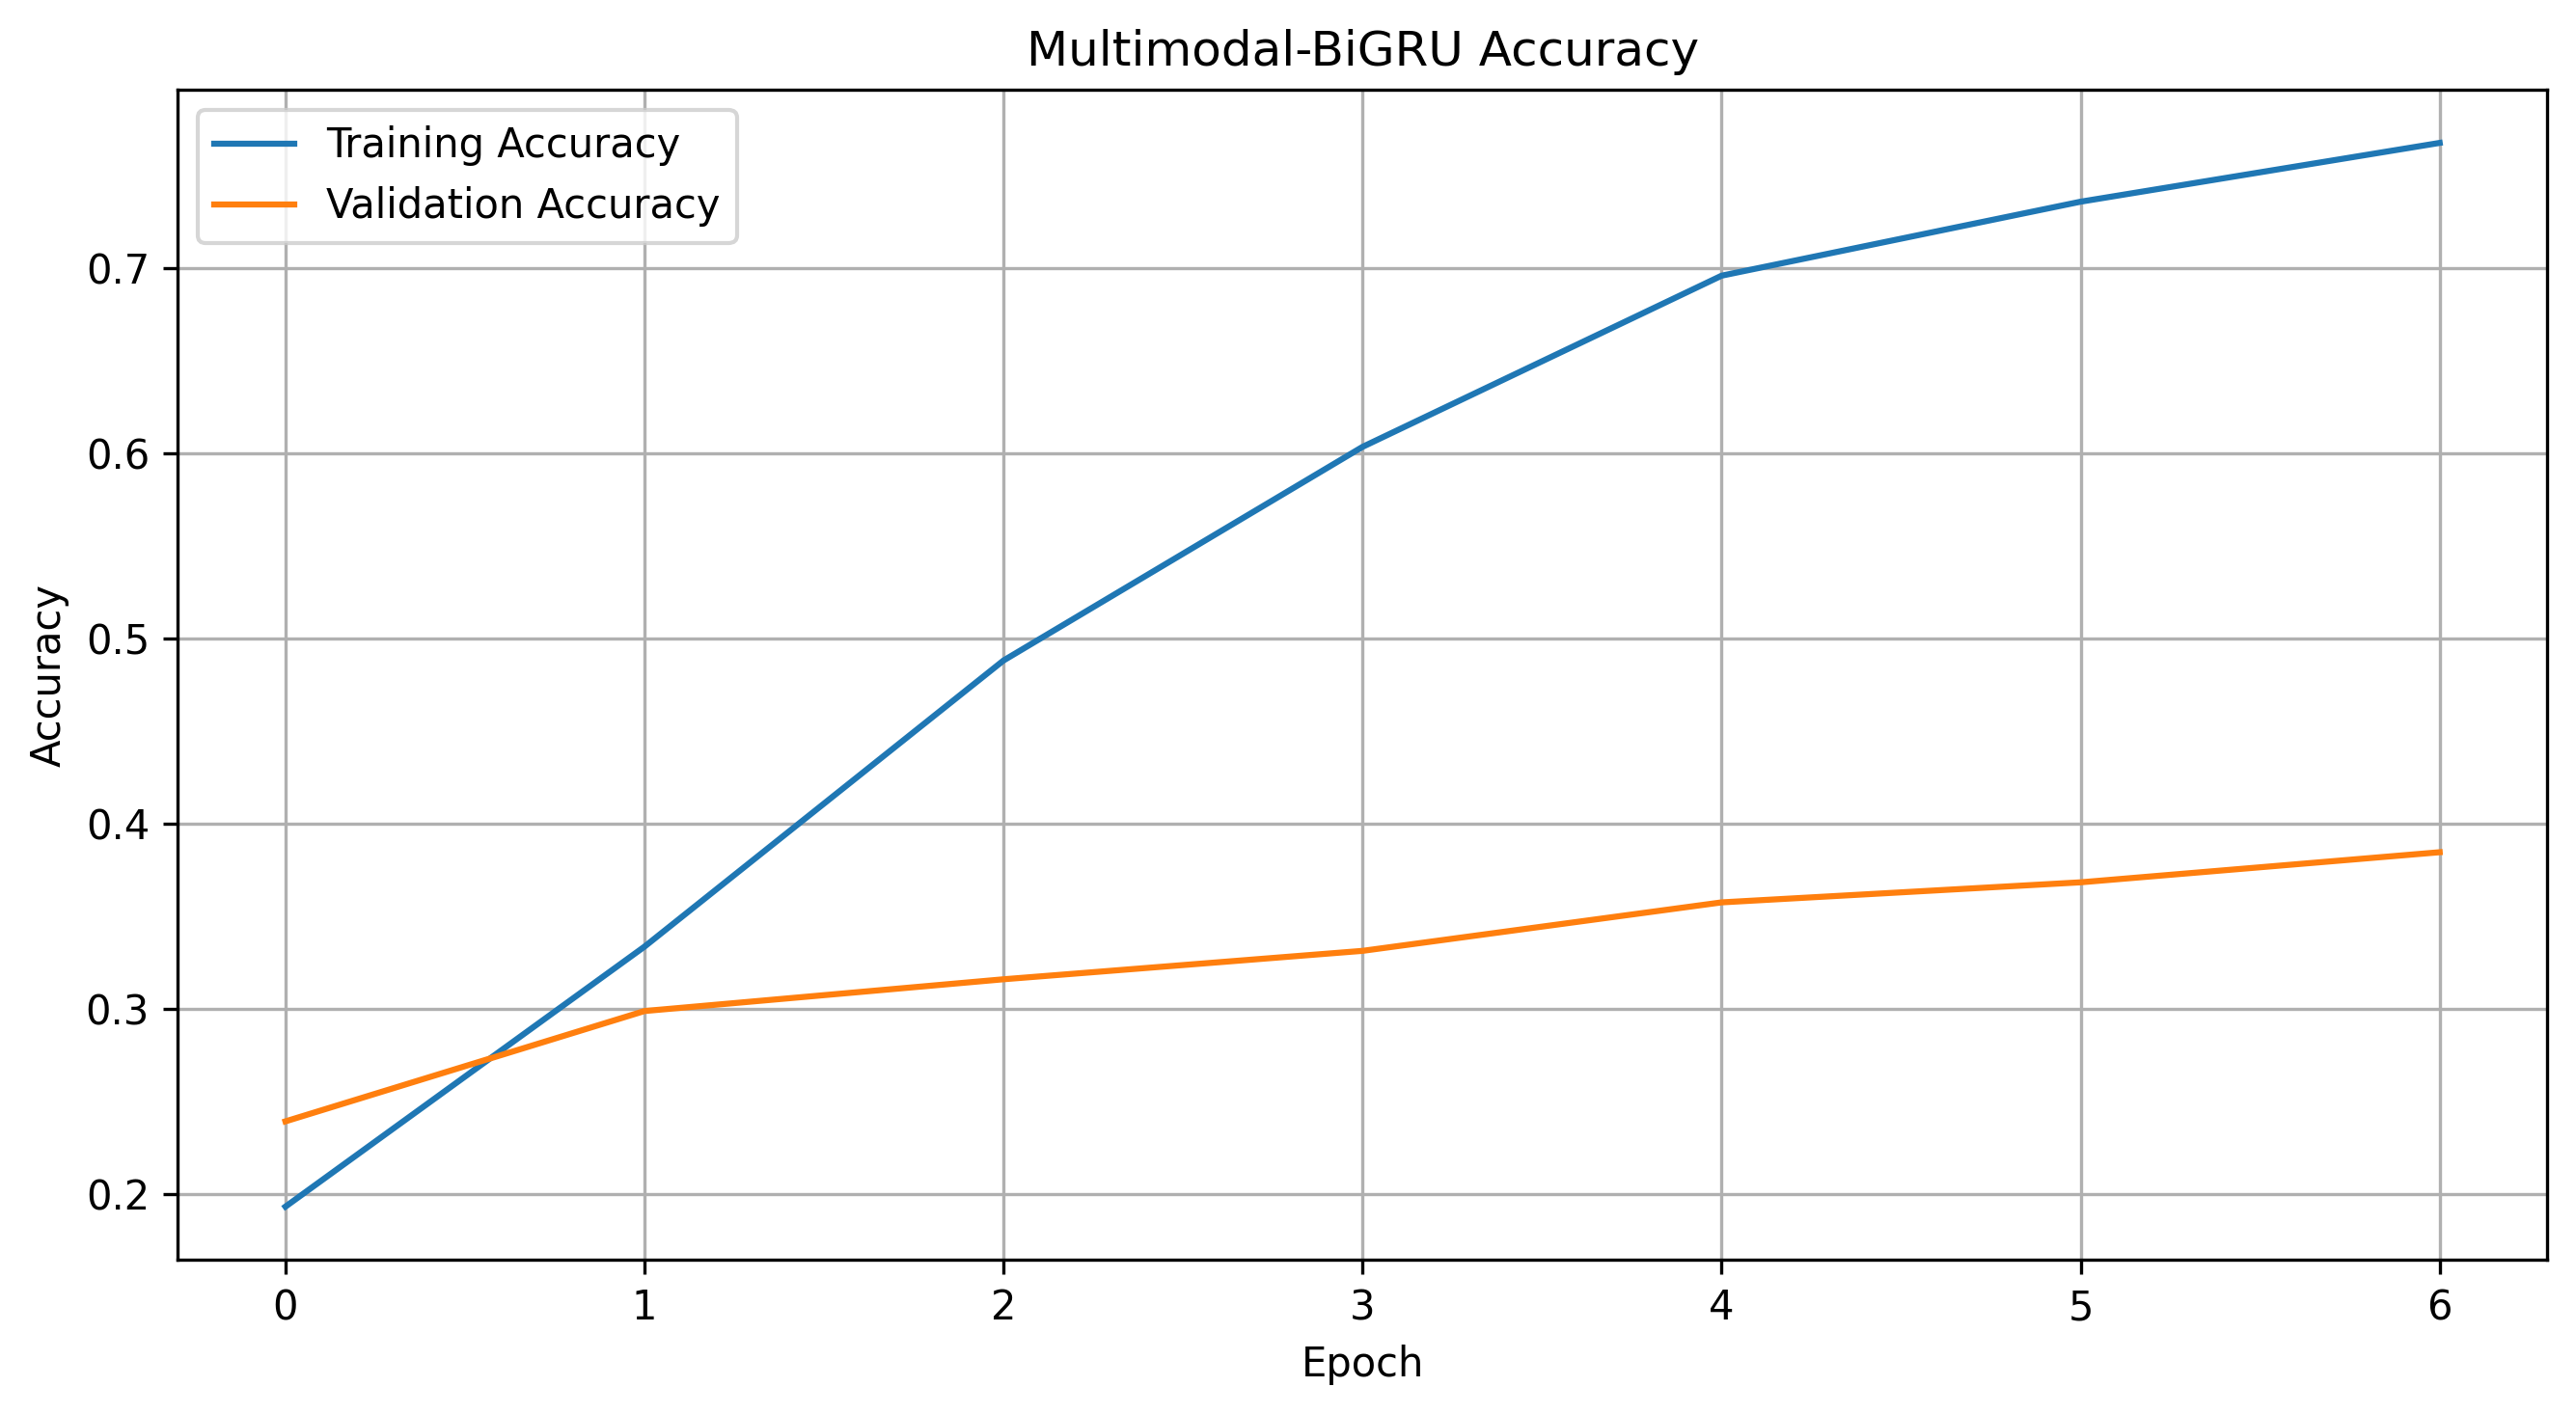 Multimodal-BiGRU Accuracy
Training Accuracy
Validation Accuracy
Accuracy
0.7
0.6
0.5
0.4
0.3
0.2
0 1 2 3 4 5 6
Epoch